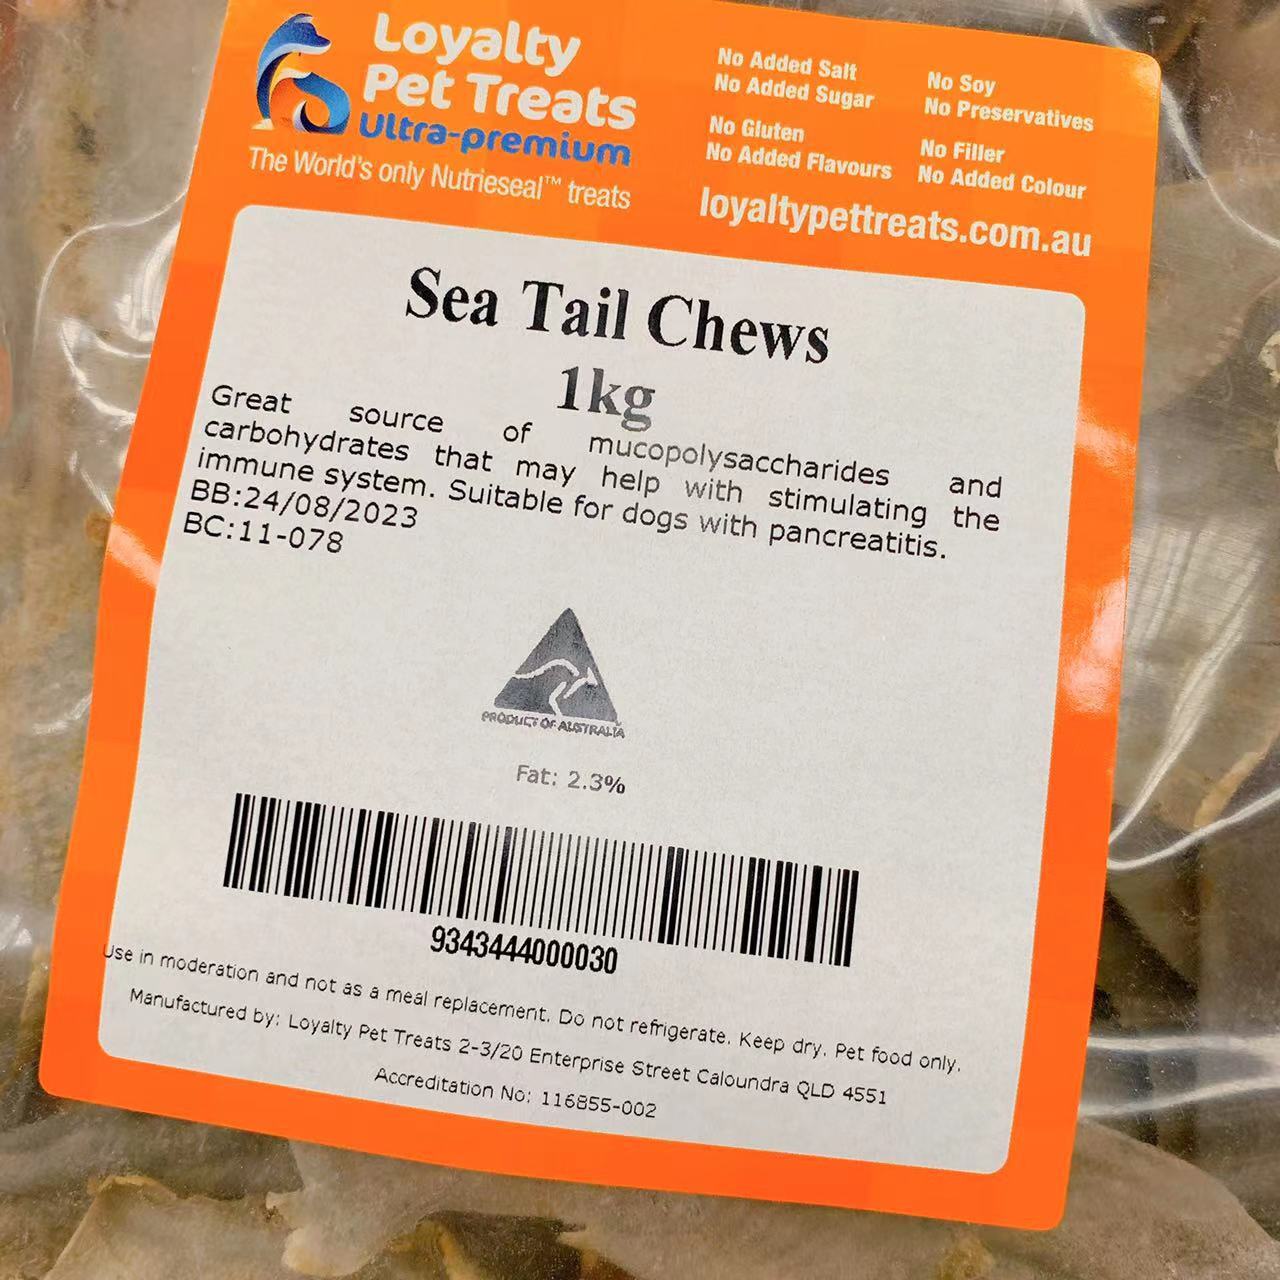 Loyalty
Pet Treats
Ultra-premium
The World's only Nutrieseal™ treats
No Added Salt
No Added Sugar
No Gluten
No Added Flavours
No Soy
No Preservatives
No Filler
No Added Colour
loyaltypettreats.com.au
Sea Tail Chews
1kg
Great source of mucopolysaccharides and
carbohydrates that may help with stimulating the
immune system. Suitable for dogs with pancreatitis.
BB:24/08/2023
BC:11-078
PRODUCT OF AUSTRALIA
Fat: 2.3%
9343444000030
Use in moderation and not as a meal replacement. Do not refrigerate. Keep dry. Pet food only.
Manufactured by: Loyalty Pet Treats 2-3/20 Enterprise Street Caloundra QLD 4551
Accreditation No: 116855-002